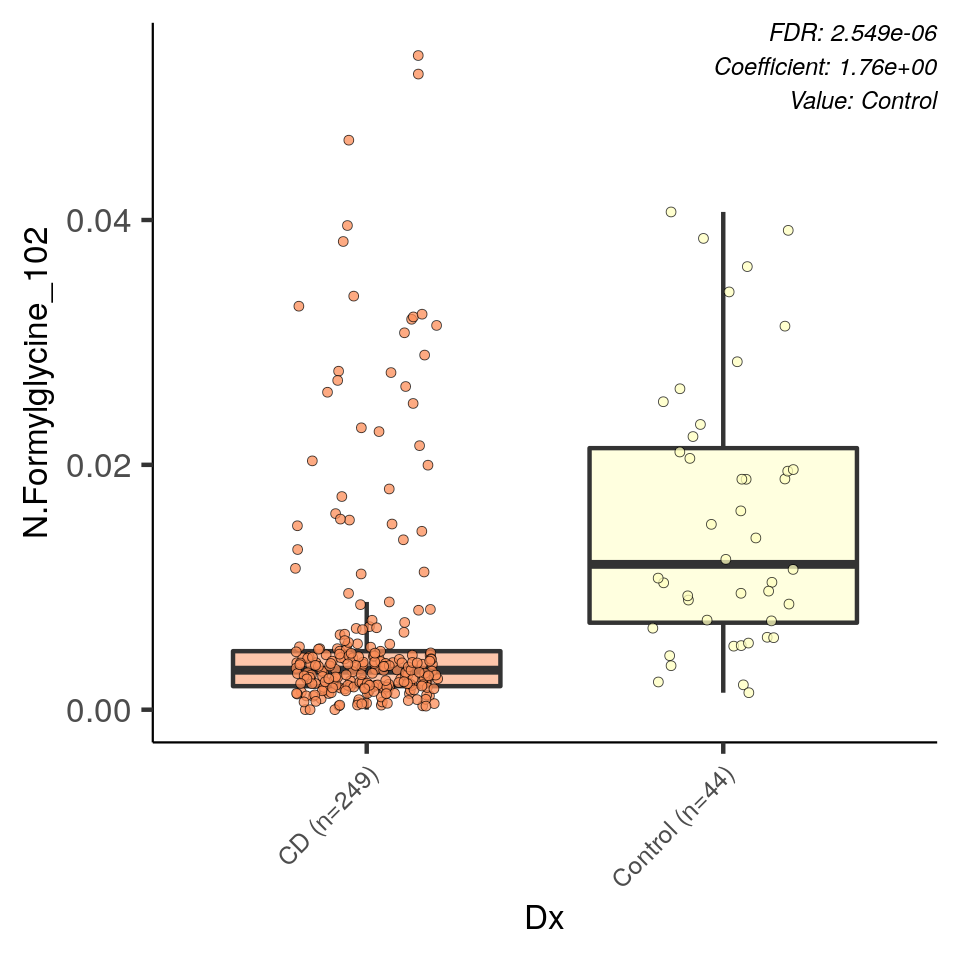 FDR: 2.549e-06
Coefficient: 1.76e+00
Value: Control
N.Formylglycine_102
0.04
0.02
0.00
CD (n=249)
Control (n=44)
Dx